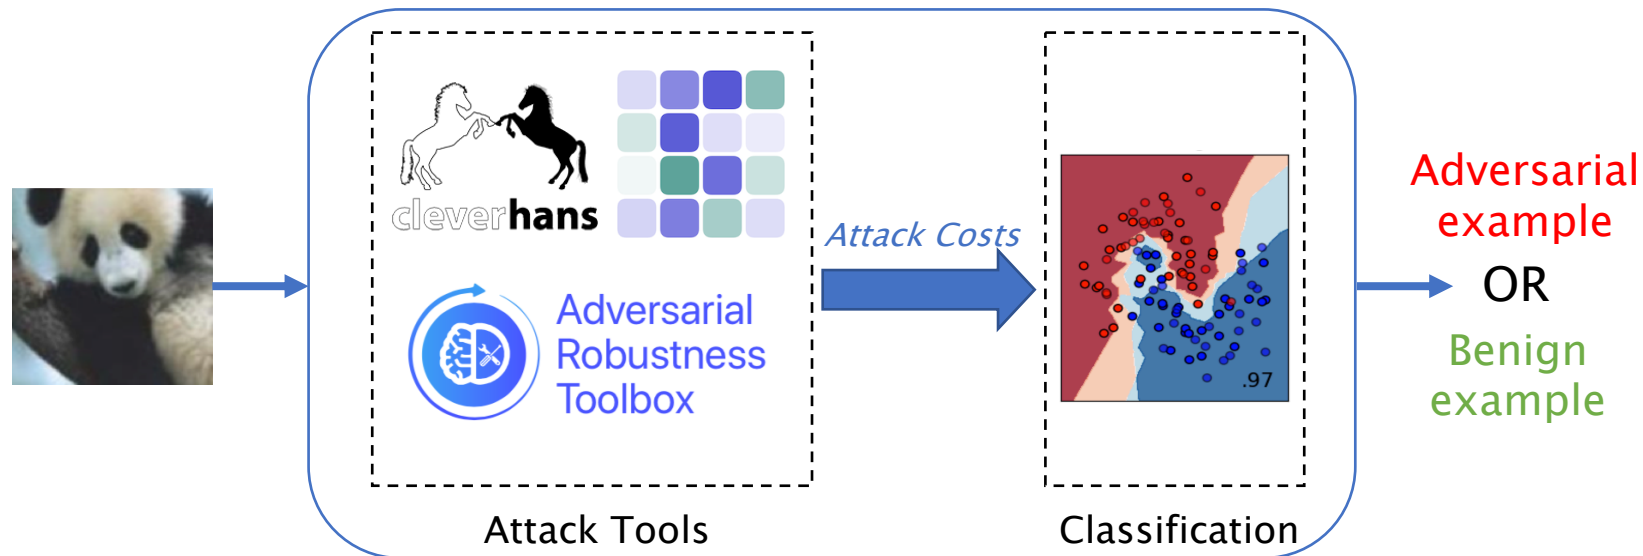 cleverhans
Adversarial
Robustness
Toolbox
Attack Tools
Attack Costs
.97
Classification
Adversarial
example
OR
Benign
example